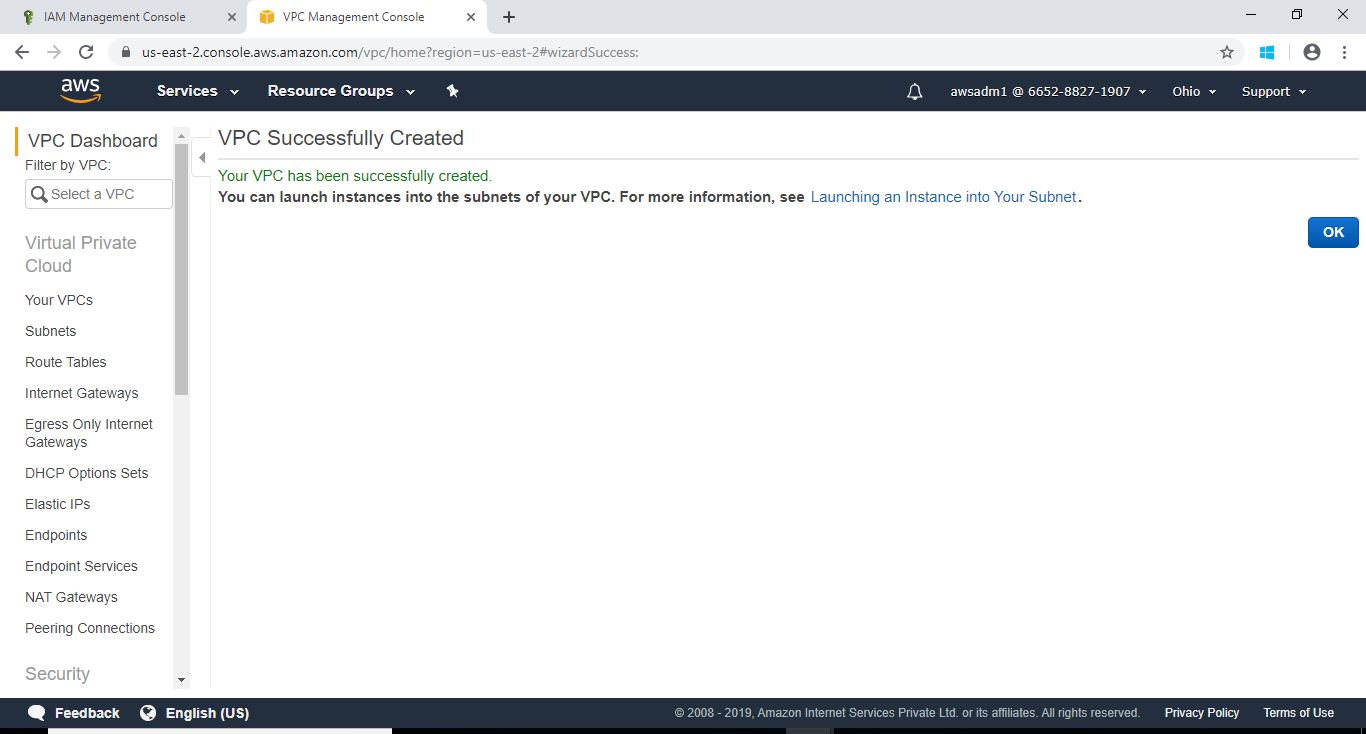 IAM Management Console
VPC Management Console
us-east-2.console.aws.amazon.com/vpc/home?region=us-east-2#wizardSuccess:
aws
Services
Resource Groups
awsadm1 @ 6652-8827-1907
Ohio
Support
VPC Dashboard
Filter by VPC:
Select a VPC
Virtual Private
Cloud
Your VPCs
Subnets
Route Tables
Internet Gateways
Egress Only Internet
Gateways
DHCP Options Sets
Elastic IPs
Endpoints
Endpoint Services
NAT Gateways
Peering Connections
Security
VPC Successfully Created
Your VPC has been successfully created.
You can launch instances into the subnets of your VPC. For more information, see Launching an Instance into Your Subnet.
OK
Feedback
English (US)
© 2008 - 2019, Amazon Internet Services Private Ltd. or its affiliates. All rights reserved.
Privacy Policy
Terms of Use